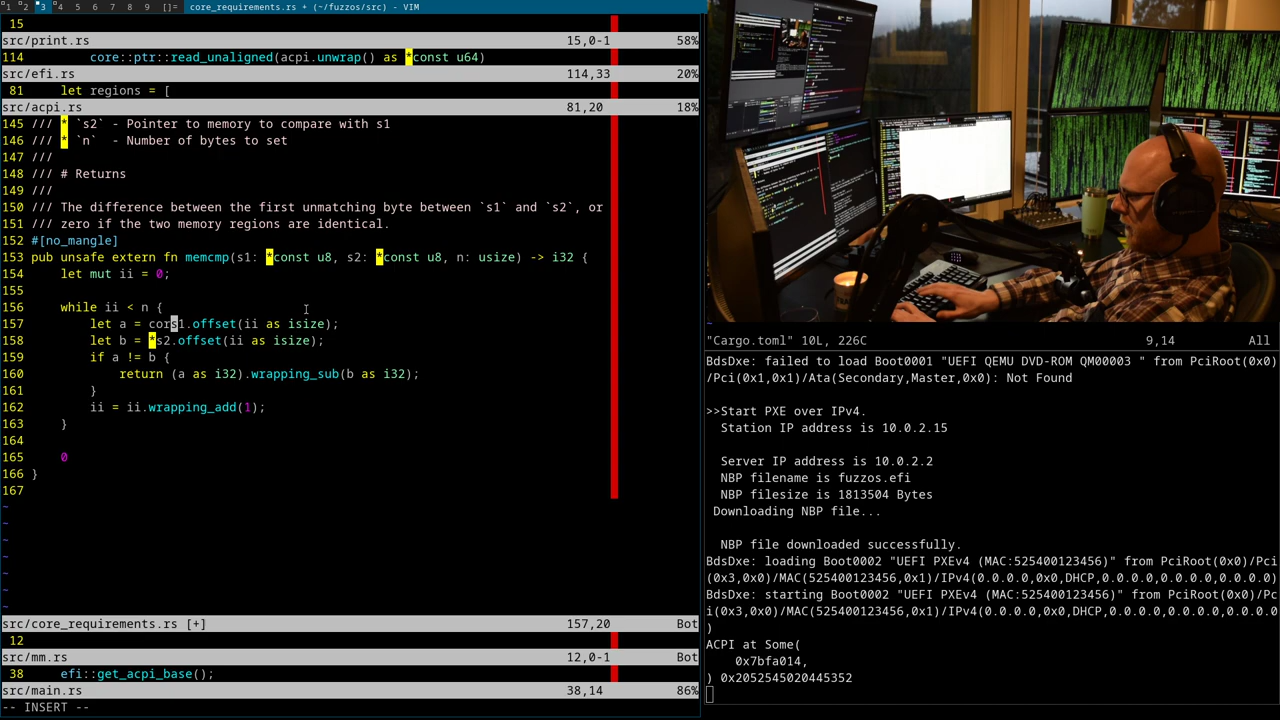 1 2 3 4 5 6 7 8 9 []= core_requirements.rs + (~/fuzzos/src) - VIM
15
src/print.rs 15,0-1 58%
114 core::ptr::read_unaligned(acpi.unwrap() as *const u64)
src/efi.rs 114,33 20%
81 let regions = [
src/acpi.rs 81,20 18%
145 /// * `s2` - Pointer to memory to compare with s1
146 /// * `n`  - Number of bytes to set
147 ///
148 /// # Returns
149 ///
150 /// The difference between the first unmatching byte between `s1` and `s2`, or
151 /// zero if the two memory regions are identical.
152 #[no_mangle]
153 pub unsafe extern fn memcmp(s1: *const u8, s2: *const u8, n: usize) -> i32 {
154 let mut ii = 0;
155
156 while ii < n {
157 let a = cors1.offset(ii as isize);
158 let b = *s2.offset(ii as isize);
159 if a != b {
160 return (a as i32).wrapping_sub(b as i32);
161 }
162 ii = ii.wrapping_add(1);
163 }
164
165 0
166 }
167
~
~
~
~
~
~
~
src/core_requirements.rs [+] 157,20 Bot
12
src/mm.rs 12,0-1 Bot
38 efi::get_acpi_base();
src/main.rs 38,14 86%
-- INSERT --
~
"Cargo.toml" 10L, 226C 9,14 All
BdsDxe: failed to load Boot0001 "UEFI QEMU DVD-ROM QM00003 " from PciRoot(0x0)
/Pci(0x1,0x1)/Ata(Secondary,Master,0x0): Not Found
>>Start PXE over IPv4.
Station IP address is 10.0.2.15
Server IP address is 10.0.2.2
NBP filename is fuzzos.efi
NBP filesize is 1813504 Bytes
Downloading NBP file...
NBP file downloaded successfully.
BdsDxe: loading Boot0002 "UEFI PXEv4 (MAC:525400123456)" from PciRoot(0x0)/Pci
(0x3,0x0)/MAC(525400123456,0x1)/IPv4(0.0.0.0,0x0,DHCP,0.0.0.0,0.0.0.0,0.0.0.0)
BdsDxe: starting Boot0002 "UEFI PXEv4 (MAC:525400123456)" from PciRoot(0x0)/Pc
i(0x3,0x0)/MAC(525400123456,0x1)/IPv4(0.0.0.0,0x0,DHCP,0.0.0.0,0.0.0.0,0.0.0.0
)
ACPI at Some(
0x7bfa014,
) 0x2052545020445352